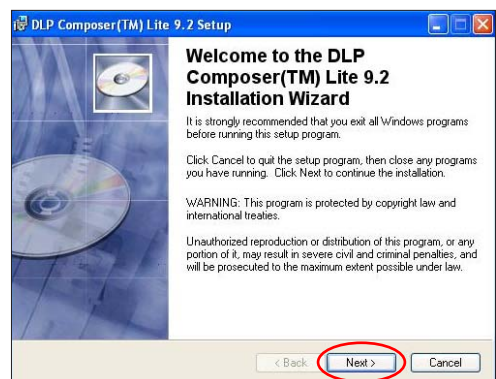 DLP Composer(TM) Lite 9.2 Setup
Welcome to the DLP
Composer(TM) Lite 9.2
Installation Wizard
It is strongly recommended that you exit all Windows programs
before running this setup program.
Click Cancel to quit the setup program, then close any programs
you have running. Click Next to continue the installation.
WARNING: This program is protected by copyright law and
international treaties.
Unauthorized reproduction or distribution of this program, or any
portion of it, may result in severe civil and criminal penalties, and
will be prosecuted to the maximum extent possible under law.
< Back Next > Cancel